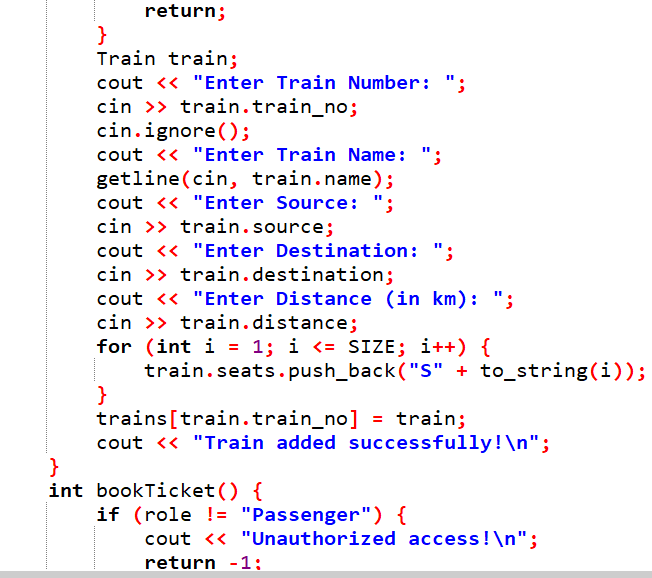 return;
}
Train train;
cout << "Enter Train Number: ";
cin >> train.train_no;
cin.ignore();
cout << "Enter Train Name: ";
getline(cin, train.name);
cout << "Enter Source: ";
cin >> train.source;
cout << "Enter Destination: ";
cin >> train.destination;
cout << "Enter Distance (in km): ";
cin >> train.distance;
for (int i = 1; i <= SIZE; i++) {
train.seats.push_back("S" + to_string(i));
}
trains[train.train_no] = train;
cout << "Train added successfully!\n";
}
int bookTicket() {
if (role != "Passenger") {
cout << "Unauthorized access!\n";
return -1;